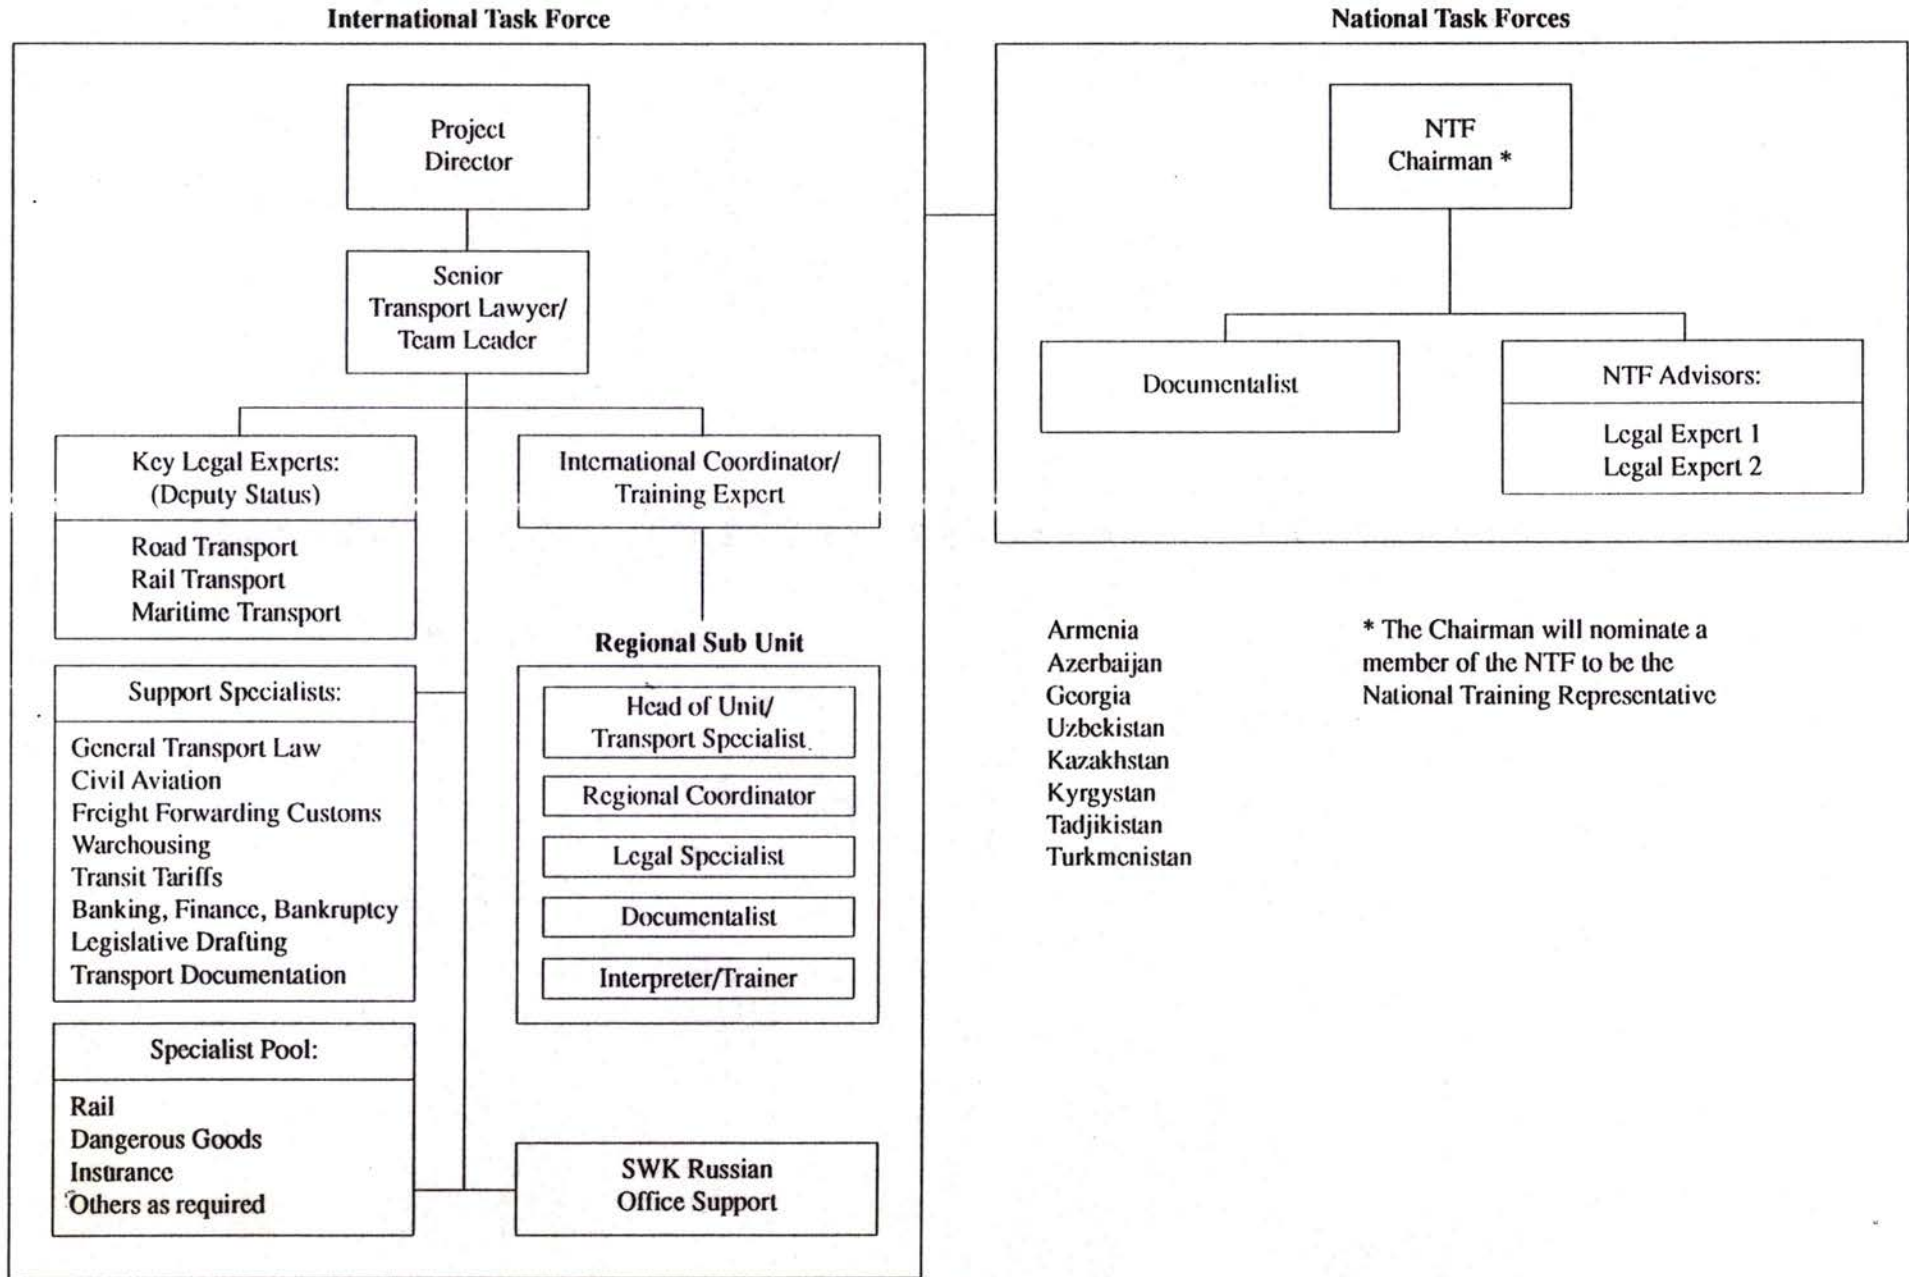 International Task Force
Project
Director
Senior
Transport Lawyer/
Team Leader
Key Legal Experts:
(Deputy Status)
Road Transport
Rail Transport
Maritime Transport
International Coordinator/
Training Expert
Support Specialists:
General Transport Law
Civil Aviation
Freight Forwarding Customs
Warehousing
Transit Tariffs
Banking, Finance, Bankruptcy
Legislative Drafting
Transport Documentation
Regional Sub Unit
Head of Unit/
Transport Specialist
Regional Coordinator
Legal Specialist
Documentalist
Interpreter/Trainer
Specialist Pool:
Rail
Dangerous Goods
Insurance
Others as required
SWK Russian
Office Support
National Task Forces
NTF
Chairman *
Documentalist
NTF Advisors:
Legal Expert 1
Legal Expert 2
Armenia
Azerbaijan
Georgia
Uzbekistan
Kazakhstan
Kyrgystan
Tadjikistan
Turkmenistan
* The Chairman will nominate a
member of the NTF to be the
National Training Representative